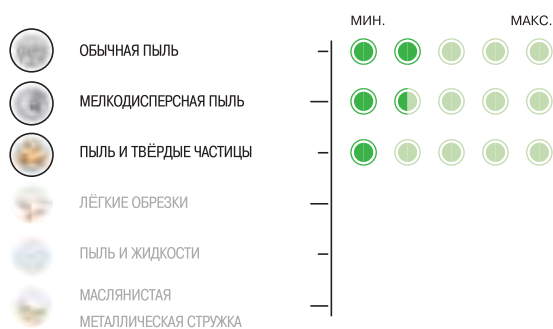 МИН. МАКС.
ОБЫЧНАЯ ПЫЛЬ
МЕЛКОДИСПЕРСНАЯ ПЫЛЬ
ПЫЛЬ И ТВЁРДЫЕ ЧАСТИЦЫ
ЛЁГКИЕ ОБРЕЗКИ
ПЫЛЬ И ЖИДКОСТИ
МАСЛЯНИСТАЯ
МЕТАЛЛИЧЕСКАЯ СТРУЖКА